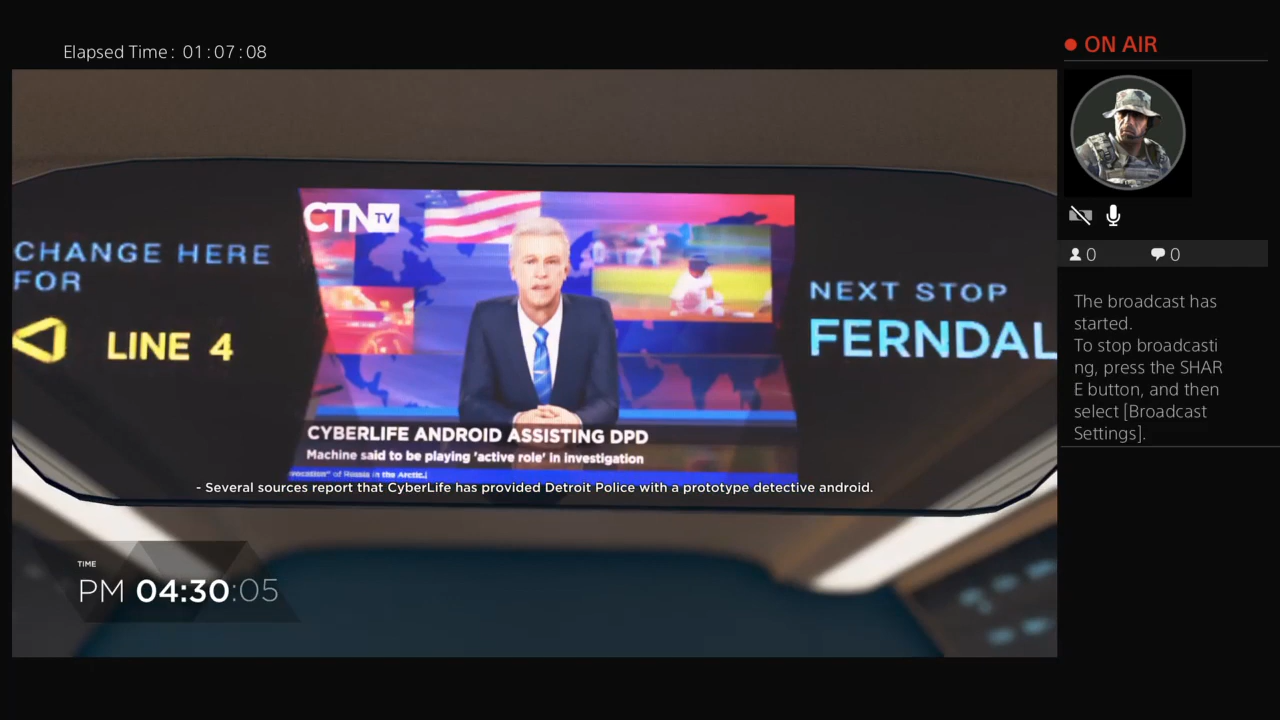 Elapsed Time: 01:07:08
ON AIR
CTN TV
CHANGE HERE
FOR
LINE 4
NEXT STOP
FERNDAL
CYBERLIFE ANDROID ASSISTING DPD
Machine said to be playing 'active role' in investigation
of Russia in the Arctic.
- Several sources report that CyberLife has provided Detroit Police with a prototype detective android.
TIME
PM 04:30:05
0
0
The broadcast has
started.
To stop broadcasti
ng, press the SHAR
E button, and then
select [Broadcast
Settings].